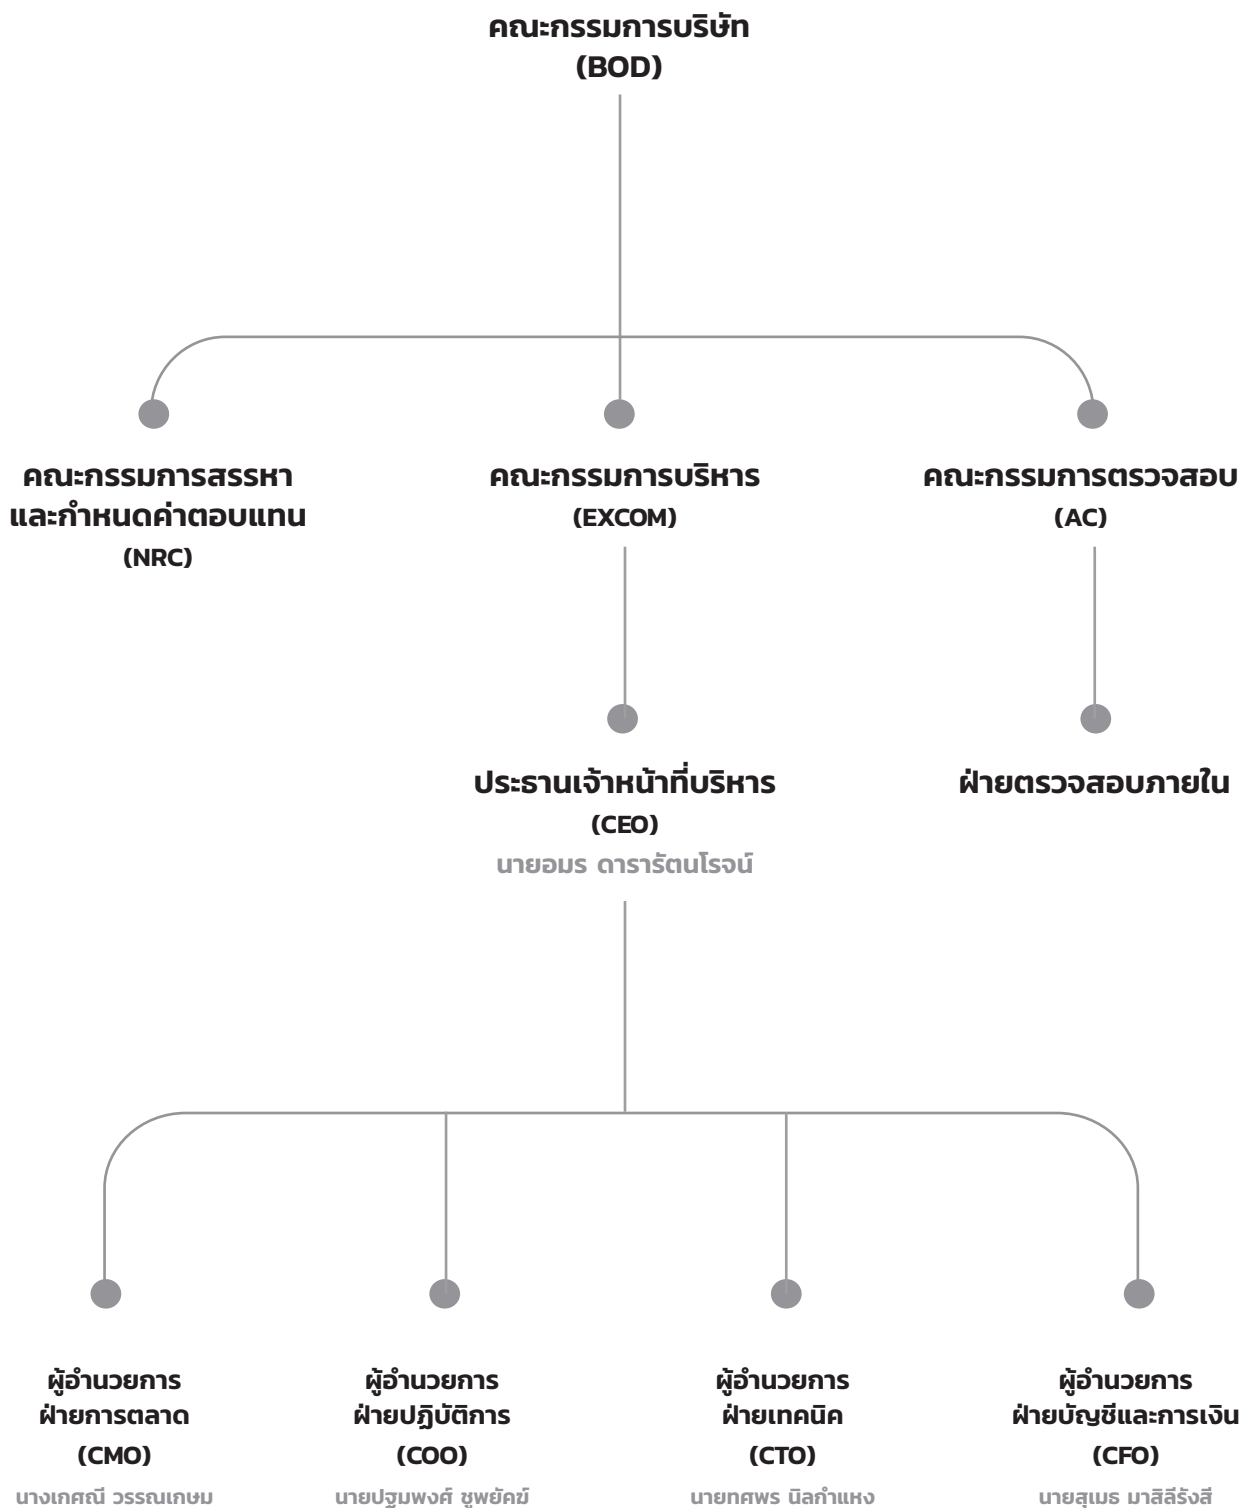 คณะกรรมการบริษัท
(BOD)
คณะกรรมการสรรหา
และกำหนดค่าตอบแทน
(NRC)
คณะกรรมการบริหาร
(EXCOM)
คณะกรรมการตรวจสอบ
(AC)
ประธานเจ้าหน้าที่บริหาร
(CEO)
นายอมร ดารารัตนโรจน์
ฝ่ายตรวจสอบภายใน
ผู้อำนวยการ
ฝ่ายการตลาด
(CMO)
นางเกศณี วรรณเกษม
ผู้อำนวยการ
ฝ่ายปฏิบัติการ
(COO)
นายปฐมพงศ์ ชูพยัคฆ์
ผู้อำนวยการ
ฝ่ายเทคนิค
(CTO)
นายทศพร นิลกำแหง
ผู้อำนวยการ
ฝ่ายบัญชีและการเงิน
(CFO)
นายสุเมธ มาสิลีรังสี